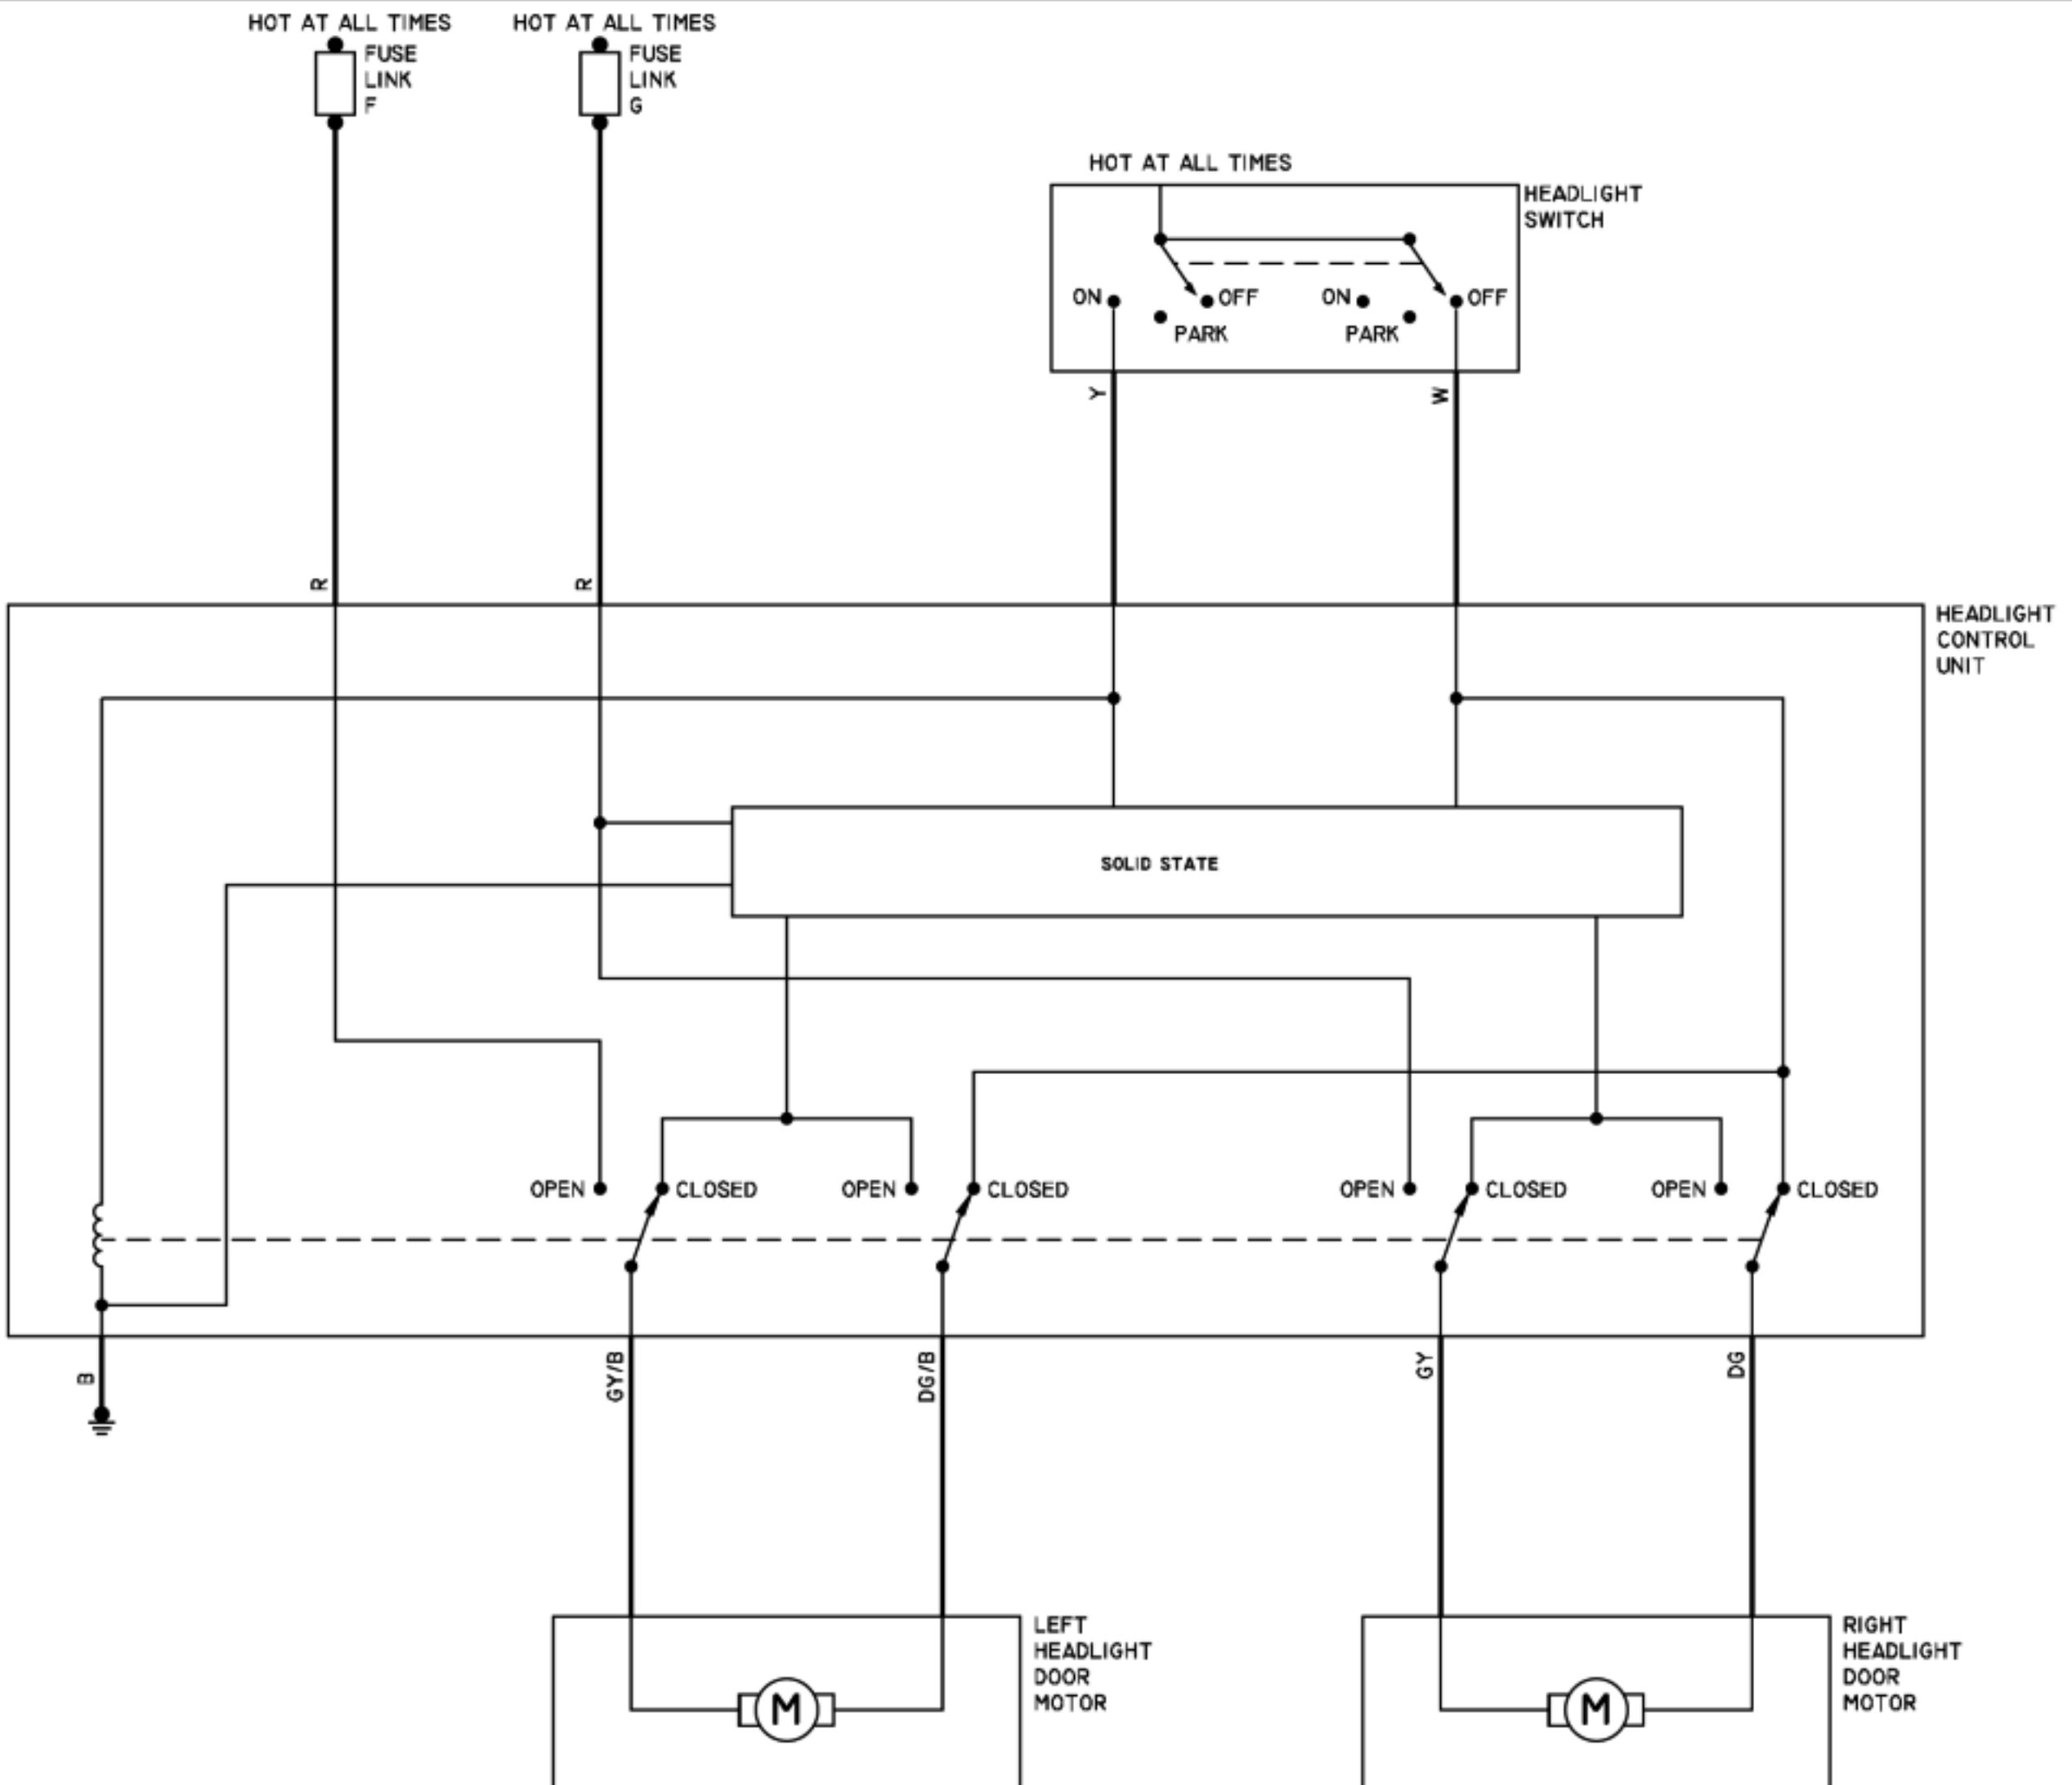 HOT AT ALL TIMES
FUSE
LINK
F
HOT AT ALL TIMES
FUSE
LINK
G
HOT AT ALL TIMES
HEADLIGHT
SWITCH
ON
OFF
PARK
ON
OFF
PARK
Y
W
R
R
HEADLIGHT
CONTROL
UNIT
SOLID STATE
OPEN
CLOSED
OPEN
CLOSED
OPEN
CLOSED
OPEN
CLOSED
B
GY/B
DG/B
GY
DG
LEFT
HEADLIGHT
DOOR
MOTOR
M
RIGHT
HEADLIGHT
DOOR
MOTOR
M